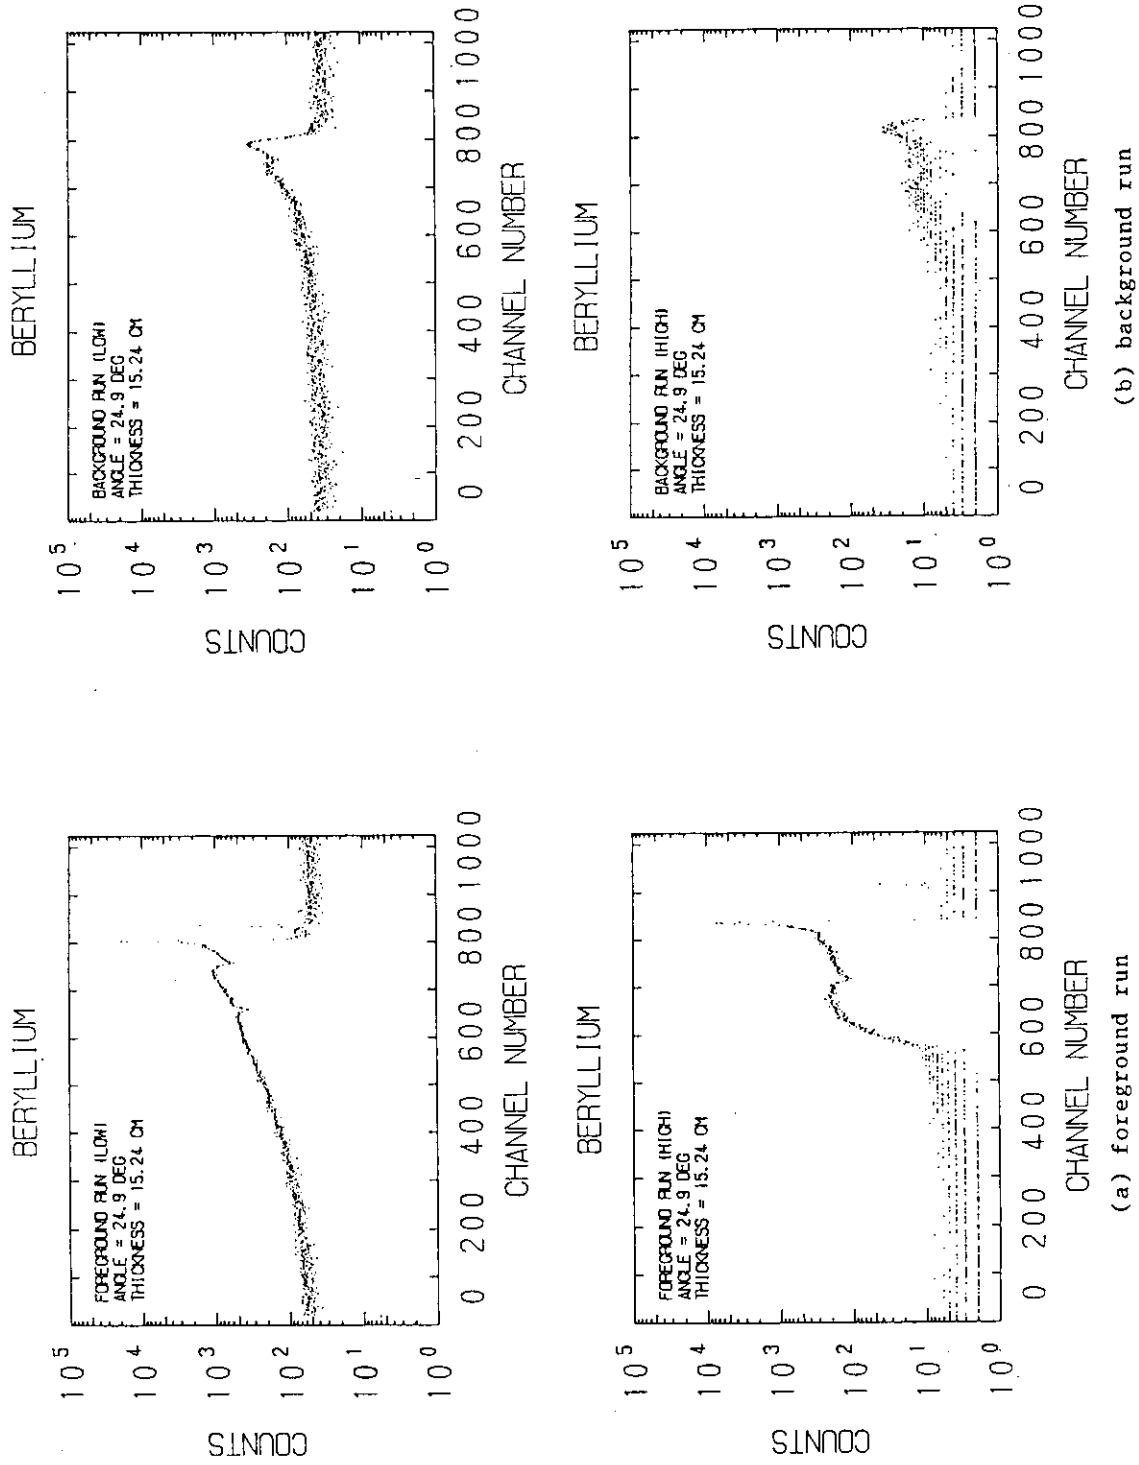 BERYLLIUM
FOREGROUND RUN (LOW)
ANGLE = 24.9 DEG
THICKNESS = 15.24 CM
COUNTS
10^5
10^4
10^3
10^2
10^1
10^0
0 200 400 600 800 1000
CHANNEL NUMBER
BERYLLIUM
BACKGROUND RUN (LOW)
ANGLE = 24.9 DEG
THICKNESS = 15.24 CM
COUNTS
10^5
10^4
10^3
10^2
10^1
10^0
0 200 400 600 800 1000
CHANNEL NUMBER
BERYLLIUM
FOREGROUND RUN (HIGH)
ANGLE = 24.9 DEG
THICKNESS = 15.24 CM
COUNTS
10^5
10^4
10^3
10^2
10^1
10^0
0 200 400 600 800 1000
CHANNEL NUMBER
(a) foreground run
BERYLLIUM
BACKGROUND RUN (HIGH)
ANGLE = 24.9 DEG
THICKNESS = 15.24 CM
COUNTS
10^5
10^4
10^3
10^2
10^1
10^0
0 200 400 600 800 1000
CHANNEL NUMBER
(b) background run